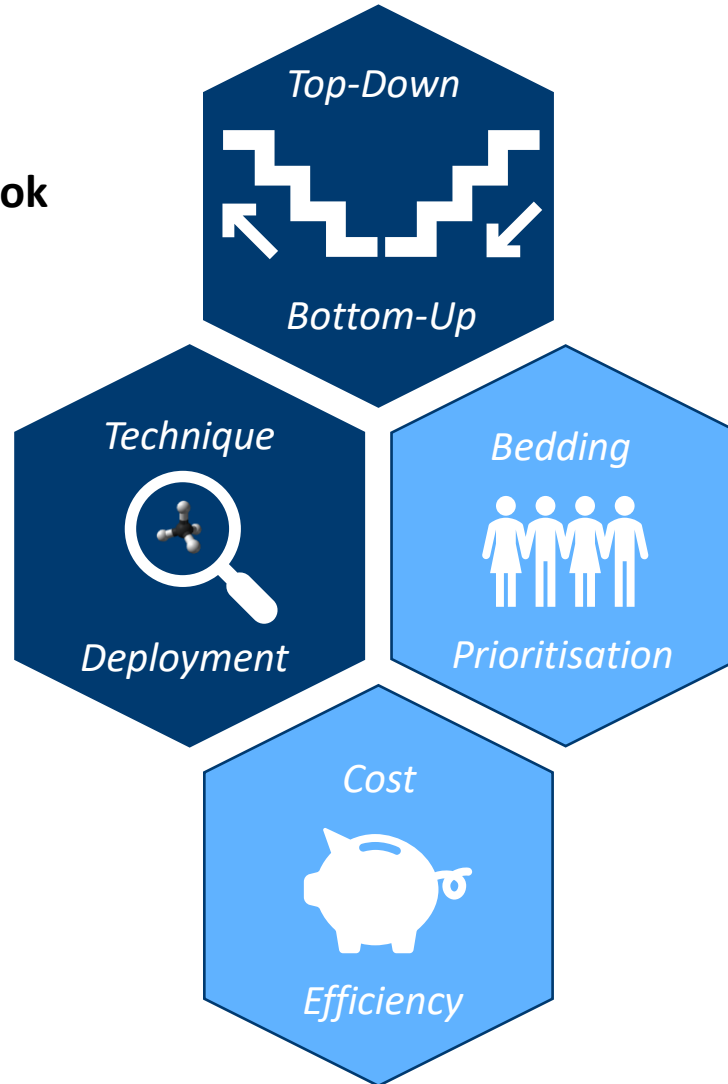 Top-Down
ok
Bottom-Up
Technique
Deployment
Bedding
Prioritisation
Cost
Efficiency